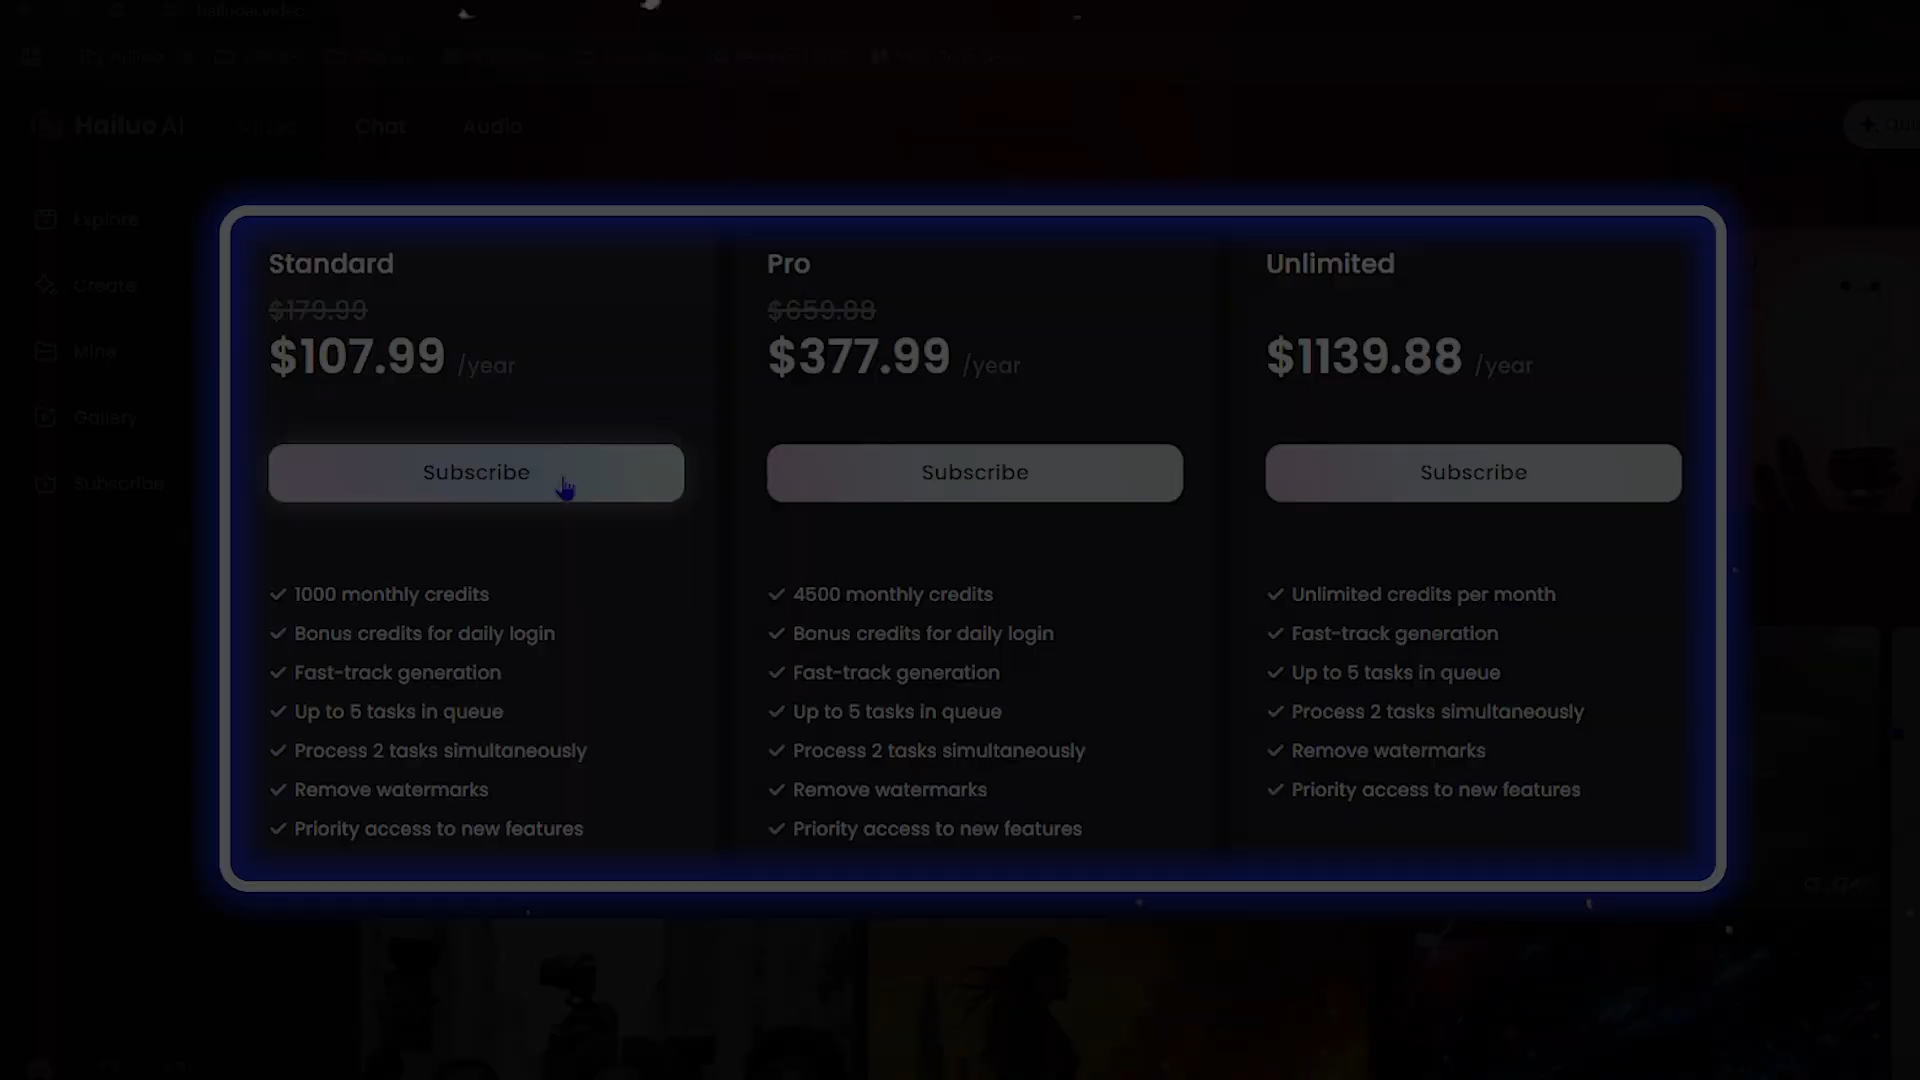 Hailuo AI
Chat
Audio
Explore
Create
Mine
Gallery
Subscribe
Standard
$179.99
$107.99 /year
Subscribe
✓ 1000 monthly credits
✓ Bonus credits for daily login
✓ Fast-track generation
✓ Up to 5 tasks in queue
✓ Process 2 tasks simultaneously
✓ Remove watermarks
✓ Priority access to new features
Pro
$659.88
$377.99 /year
Subscribe
✓ 4500 monthly credits
✓ Bonus credits for daily login
✓ Fast-track generation
✓ Up to 5 tasks in queue
✓ Process 2 tasks simultaneously
✓ Remove watermarks
✓ Priority access to new features
Unlimited
$1139.88 /year
Subscribe
✓ Unlimited credits per month
✓ Fast-track generation
✓ Up to 5 tasks in queue
✓ Process 2 tasks simultaneously
✓ Remove watermarks
✓ Priority access to new features